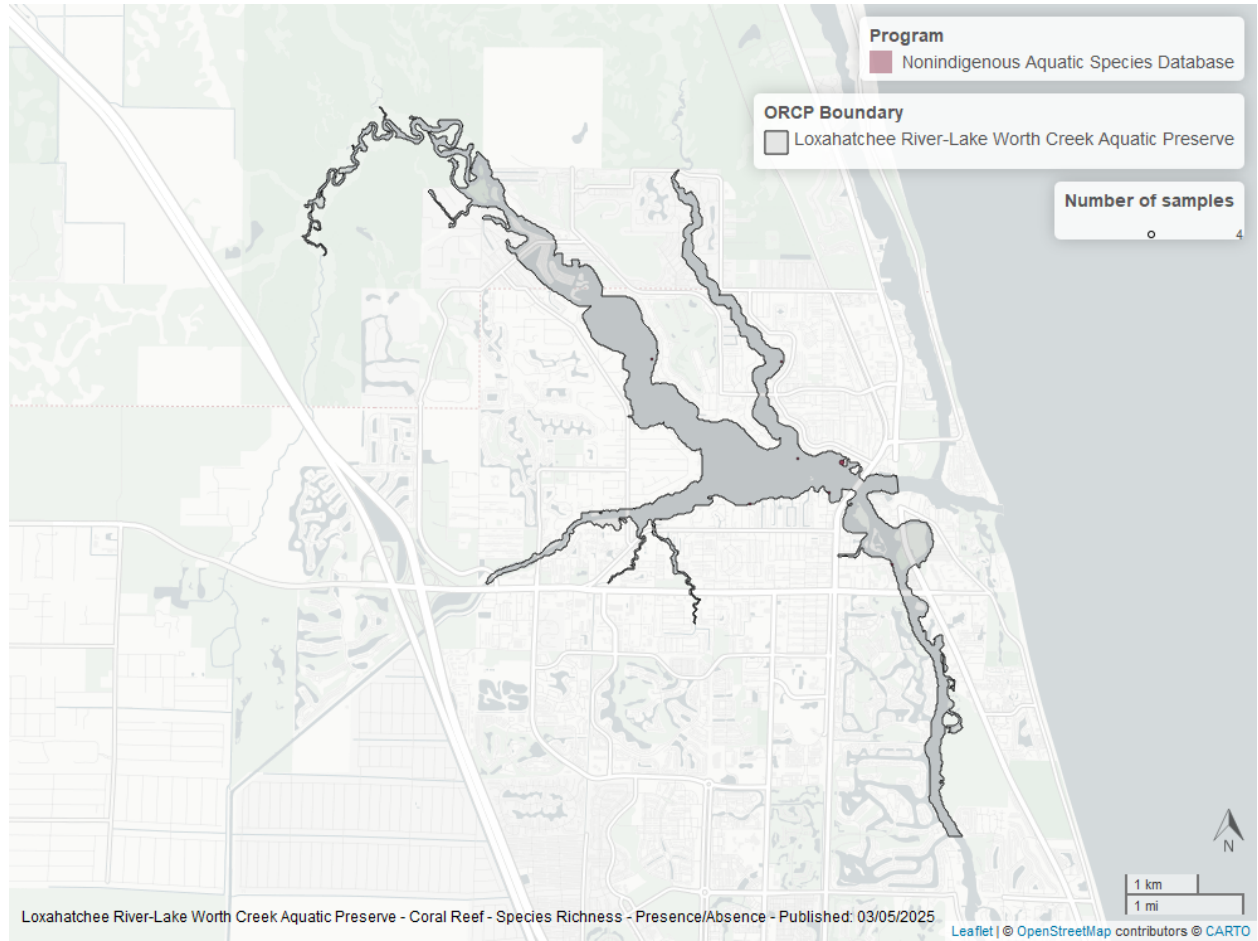 Program
Nonindigenous Aquatic Species Database
ORCP Boundary
Loxahatchee River-Lake Worth Creek Aquatic Preserve
Number of samples
4
N
1 km
1 mi
Loxahatchee River-Lake Worth Creek Aquatic Preserve - Coral Reef - Species Richness - Presence/Absence - Published: 03/05/2025
Leaflet | © OpenStreetMap contributors © CARTO